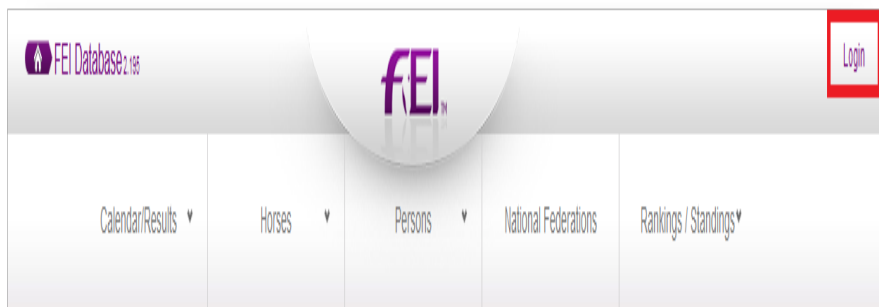 FEI Database 2.195
FEI
Login
Calendar/Results
Horses
Persons
National Federations
Rankings / Standings